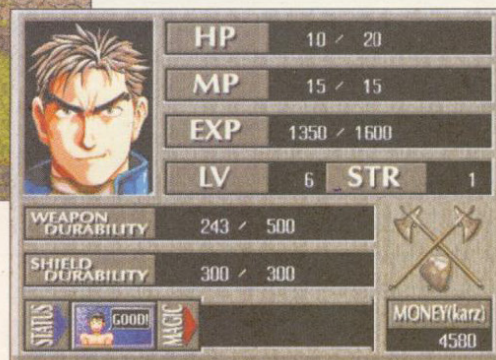 HP 10 / 20
MP 15 / 15
EXP 1350 / 1600
LV 6 STR 1
WEAPON
DURABILITY 243 / 500
SHIELD
DURABILITY 300 / 300
STATUS GOOD! MAGIC
MONEY(karz)
4580